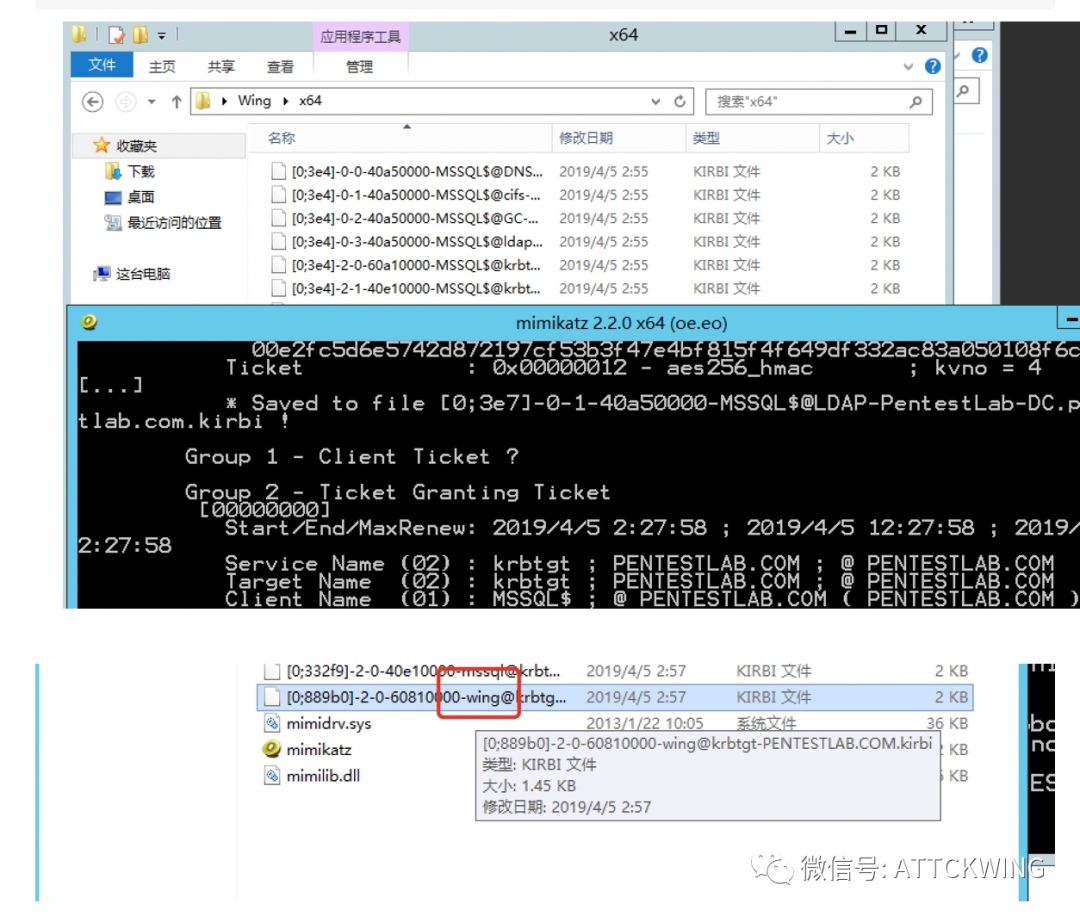 应用程序工具 x64
文件 主页 共享 查看 管理
Wing x64 搜索"x64"
名称 修改日期 类型 大小
收藏夹
下载
桌面
最近访问的位置
这台电脑
[0;3e4]-0-0-40a50000-MSSQL$@DNS... 2019/4/5 2:55 KIRBI 文件 2 KB
[0;3e4]-0-1-40a50000-MSSQL$@cifs-... 2019/4/5 2:55 KIRBI 文件 2 KB
[0;3e4]-0-2-40a50000-MSSQL$@GC-... 2019/4/5 2:55 KIRBI 文件 2 KB
[0;3e4]-0-3-40a50000-MSSQL$@ldap... 2019/4/5 2:55 KIRBI 文件 2 KB
[0;3e4]-2-0-60a10000-MSSQL$@krbt... 2019/4/5 2:55 KIRBI 文件 2 KB
[0;3e4]-2-1-40e10000-MSSQL$@krbt... 2019/4/5 2:55 KIRBI 文件 2 KB
mimikatz 2.2.0 x64 (oe.eo)
00e2fc5d6e5742d872197cf53b3f47e4bf815f4f649df332ac83a050108f6c
Ticket : 0x00000012 - aes256_hmac ; kvno = 4
[...]
* Saved to file [0;3e7]-0-1-40a50000-MSSQL$@LDAP-PentestLab-DC.p
tlab.com.kirbi !
Group 1 - Client Ticket ?
Group 2 - Ticket Granting Ticket
[00000000]
Start/End/MaxRenew: 2019/4/5 2:27:58 ; 2019/4/5 12:27:58 ; 2019/
2:27:58
Service Name (02) : krbtgt ; PENTESTLAB.COM ; @ PENTESTLAB.COM
Target Name (02) : krbtgt ; PENTESTLAB.COM ; @ PENTESTLAB.COM
Client Name (01) : MSSQL$ ; @ PENTESTLAB.COM ( PENTESTLAB.COM )
[0;332f9]-2-0-40e10000-mssql@krbt... 2019/4/5 2:57 KIRBI 文件 2 KB
[0;889b0]-2-0-60810000-wing@krbtg... 2019/4/5 2:57 KIRBI 文件 2 KB
mimidrv.sys 2013/1/22 10:05 系统文件 36 KB
mimikatz 2 KB
mimilib.dll 6 KB
[0;889b0]-2-0-60810000-wing@krbtgt-PENTESTLAB.COM.kirbi
类型: KIRBI 文件
大小: 1.45 KB
修改日期: 2019/4/5 2:57
微信号: ATTCKWING